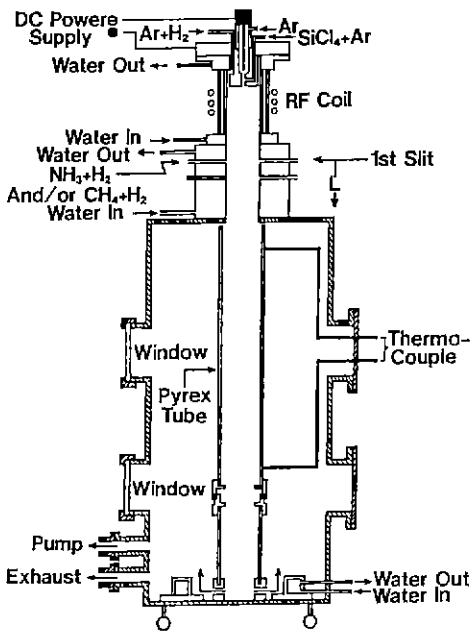 DC Powere
Supply
Ar+H₂
Ar
SiCl₄+Ar
Water Out
RF Coil
Water In
Water Out
1st Slit
NH₃+H₂
And/or CH₄+H₂
L
Water In
Window
Thermo-
Couple
Pyrex
Tube
Window
Pump
Exhaust
Water Out
Water In